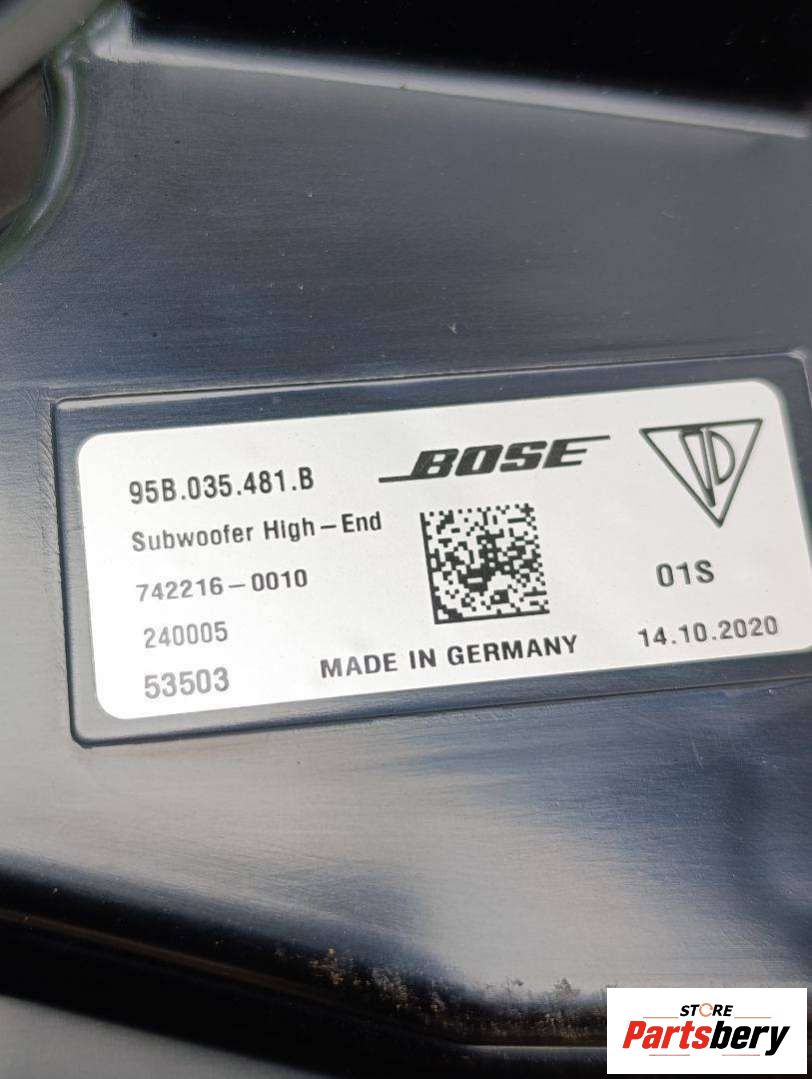 95B.035.481.B
BOSE
Subwoofer High-End
742216-0010
01S
240005
MADE IN GERMANY
14.10.2020
53503
STORE
Partsbery